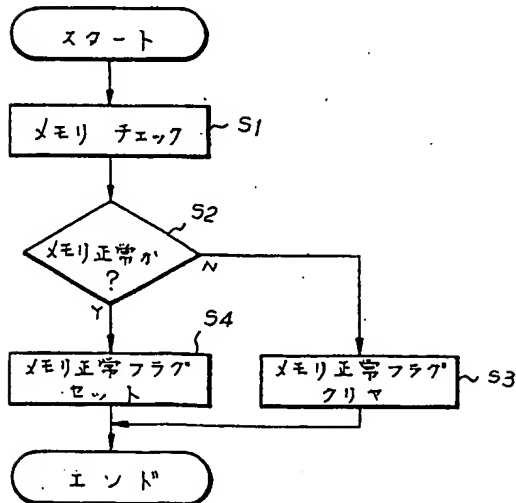 スタート
メモリ チェック
S1
S2
メモリ正常か
?
N
Y
S4
メモリ正常フラグ
セット
メモリ正常フラグ
クリヤ
S3
エンド